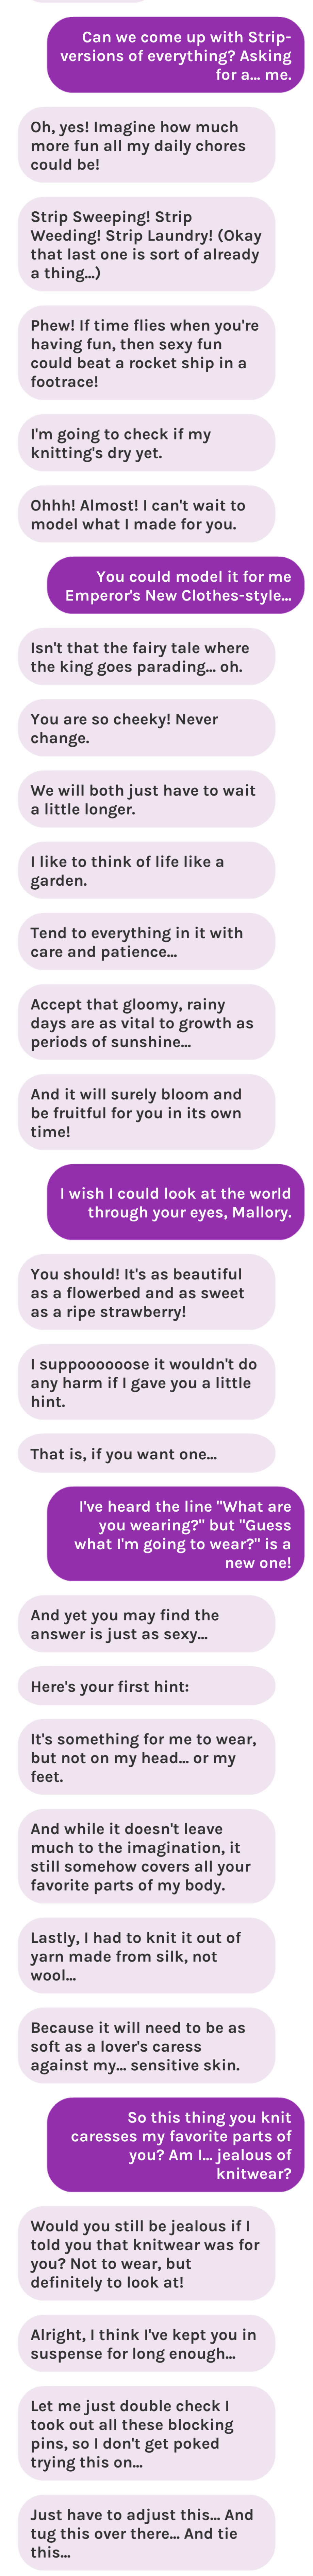 Can we come up with Strip-
versions of everything? Asking
for a... me.
Oh, yes! Imagine how much
more fun all my daily chores
could be!
Strip Sweeping! Strip
Weeding! Strip Laundry! (Okay
that last one is sort of already
a thing...)
Phew! If time flies when you're
having fun, then sexy fun
could beat a rocket ship in a
footrace!
I'm going to check if my
knitting's dry yet.
Ohhh! Almost! I can't wait to
model what I made for you.
You could model it for me
Emperor's New Clothes-style...
Isn't that the fairy tale where
the king goes parading... oh.
You are so cheeky! Never
change.
We will both just have to wait
a little longer.
I like to think of life like a
garden.
Tend to everything in it with
care and patience...
Accept that gloomy, rainy
days are as vital to growth as
periods of sunshine...
And it will surely bloom and
be fruitful for you in its own
time!
I wish I could look at the world
through your eyes, Mallory.
You should! It's as beautiful
as a flowerbed and as sweet
as a ripe strawberry!
I suppoooooose it wouldn't do
any harm if I gave you a little
hint.
That is, if you want one...
I've heard the line "What are
you wearing?" but "Guess
what I'm going to wear?" is a
new one!
And yet you may find the
answer is just as sexy...
Here's your first hint:
It's something for me to wear,
but not on my head... or my
feet.
And while it doesn't leave
much to the imagination, it
still somehow covers all your
favorite parts of my body.
Lastly, I had to knit it out of
yarn made from silk, not
wool...
Because it will need to be as
soft as a lover's caress
against my... sensitive skin.
So this thing you knit
caresses my favorite parts of
you? Am I... jealous of
knitwear?
Would you still be jealous if I
told you that knitwear was for
you? Not to wear, but
definitely to look at!
Alright, I think I've kept you in
suspense for long enough...
Let me just double check I
took out all these blocking
pins, so I don't get poked
trying this on...
Just have to adjust this... And
tug this over there... And tie
this...